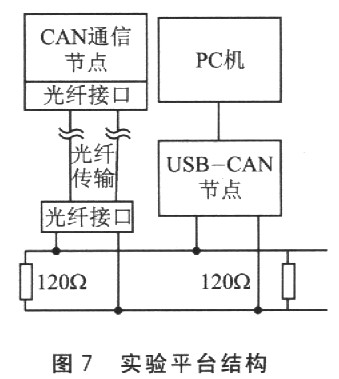 CAN通信
节点
光纤接口
PC机
光纤
传输
USB-CAN
节点
光纤接口
120Ω
120Ω
图7 实验平台结构